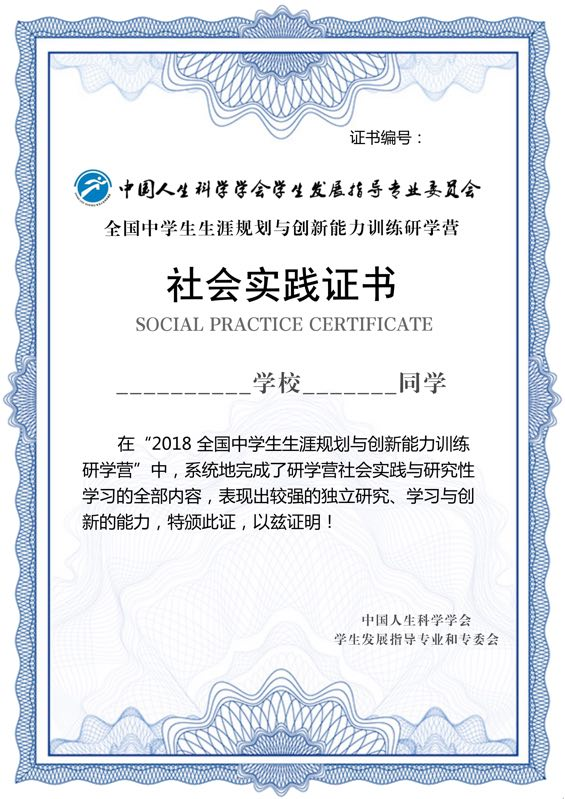 证书编号：
中国人生科学学会学生发展指导专业委员会
全国中学生生涯规划与创新能力训练研学营
社会实践证书
SOCIAL PRACTICE CERTIFICATE
__________学校_______同学
在“2018 全国中学生生涯规划与创新能力训练
研学营”中，系统地完成了研学营社会实践与研究性
学习的全部内容，表现出较强的独立研究、学习与创
新的能力，特颁此证，以兹证明！
中国人生科学学会
学生发展指导专业和专委会